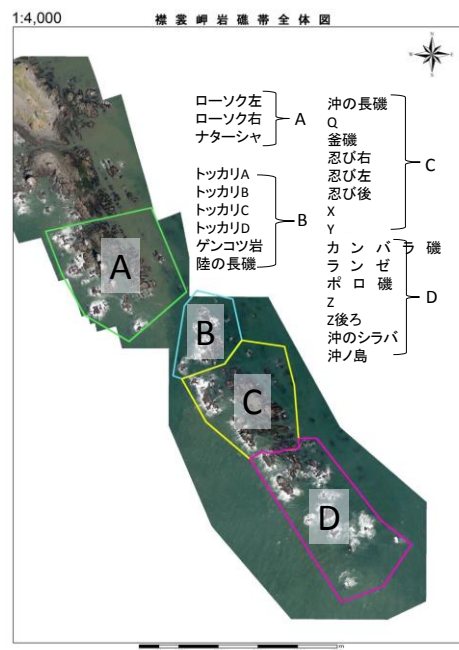 1:4,000
襟裳岬岩礁帯全体図
ローソク左
ローソク右
ナターシャ
A
トッカリA
トッカリB
トッカリC
トッカリD
ゲンコツ岩
陸の長磯
B
沖の長磯
Q
釜磯
忍び右
忍び左
忍び後
X
Y
C
カンバラ磯
ランゼ
ポロ磯
Z
Z後ろ
沖のシラバ
沖ノ島
D
A
B
C
D